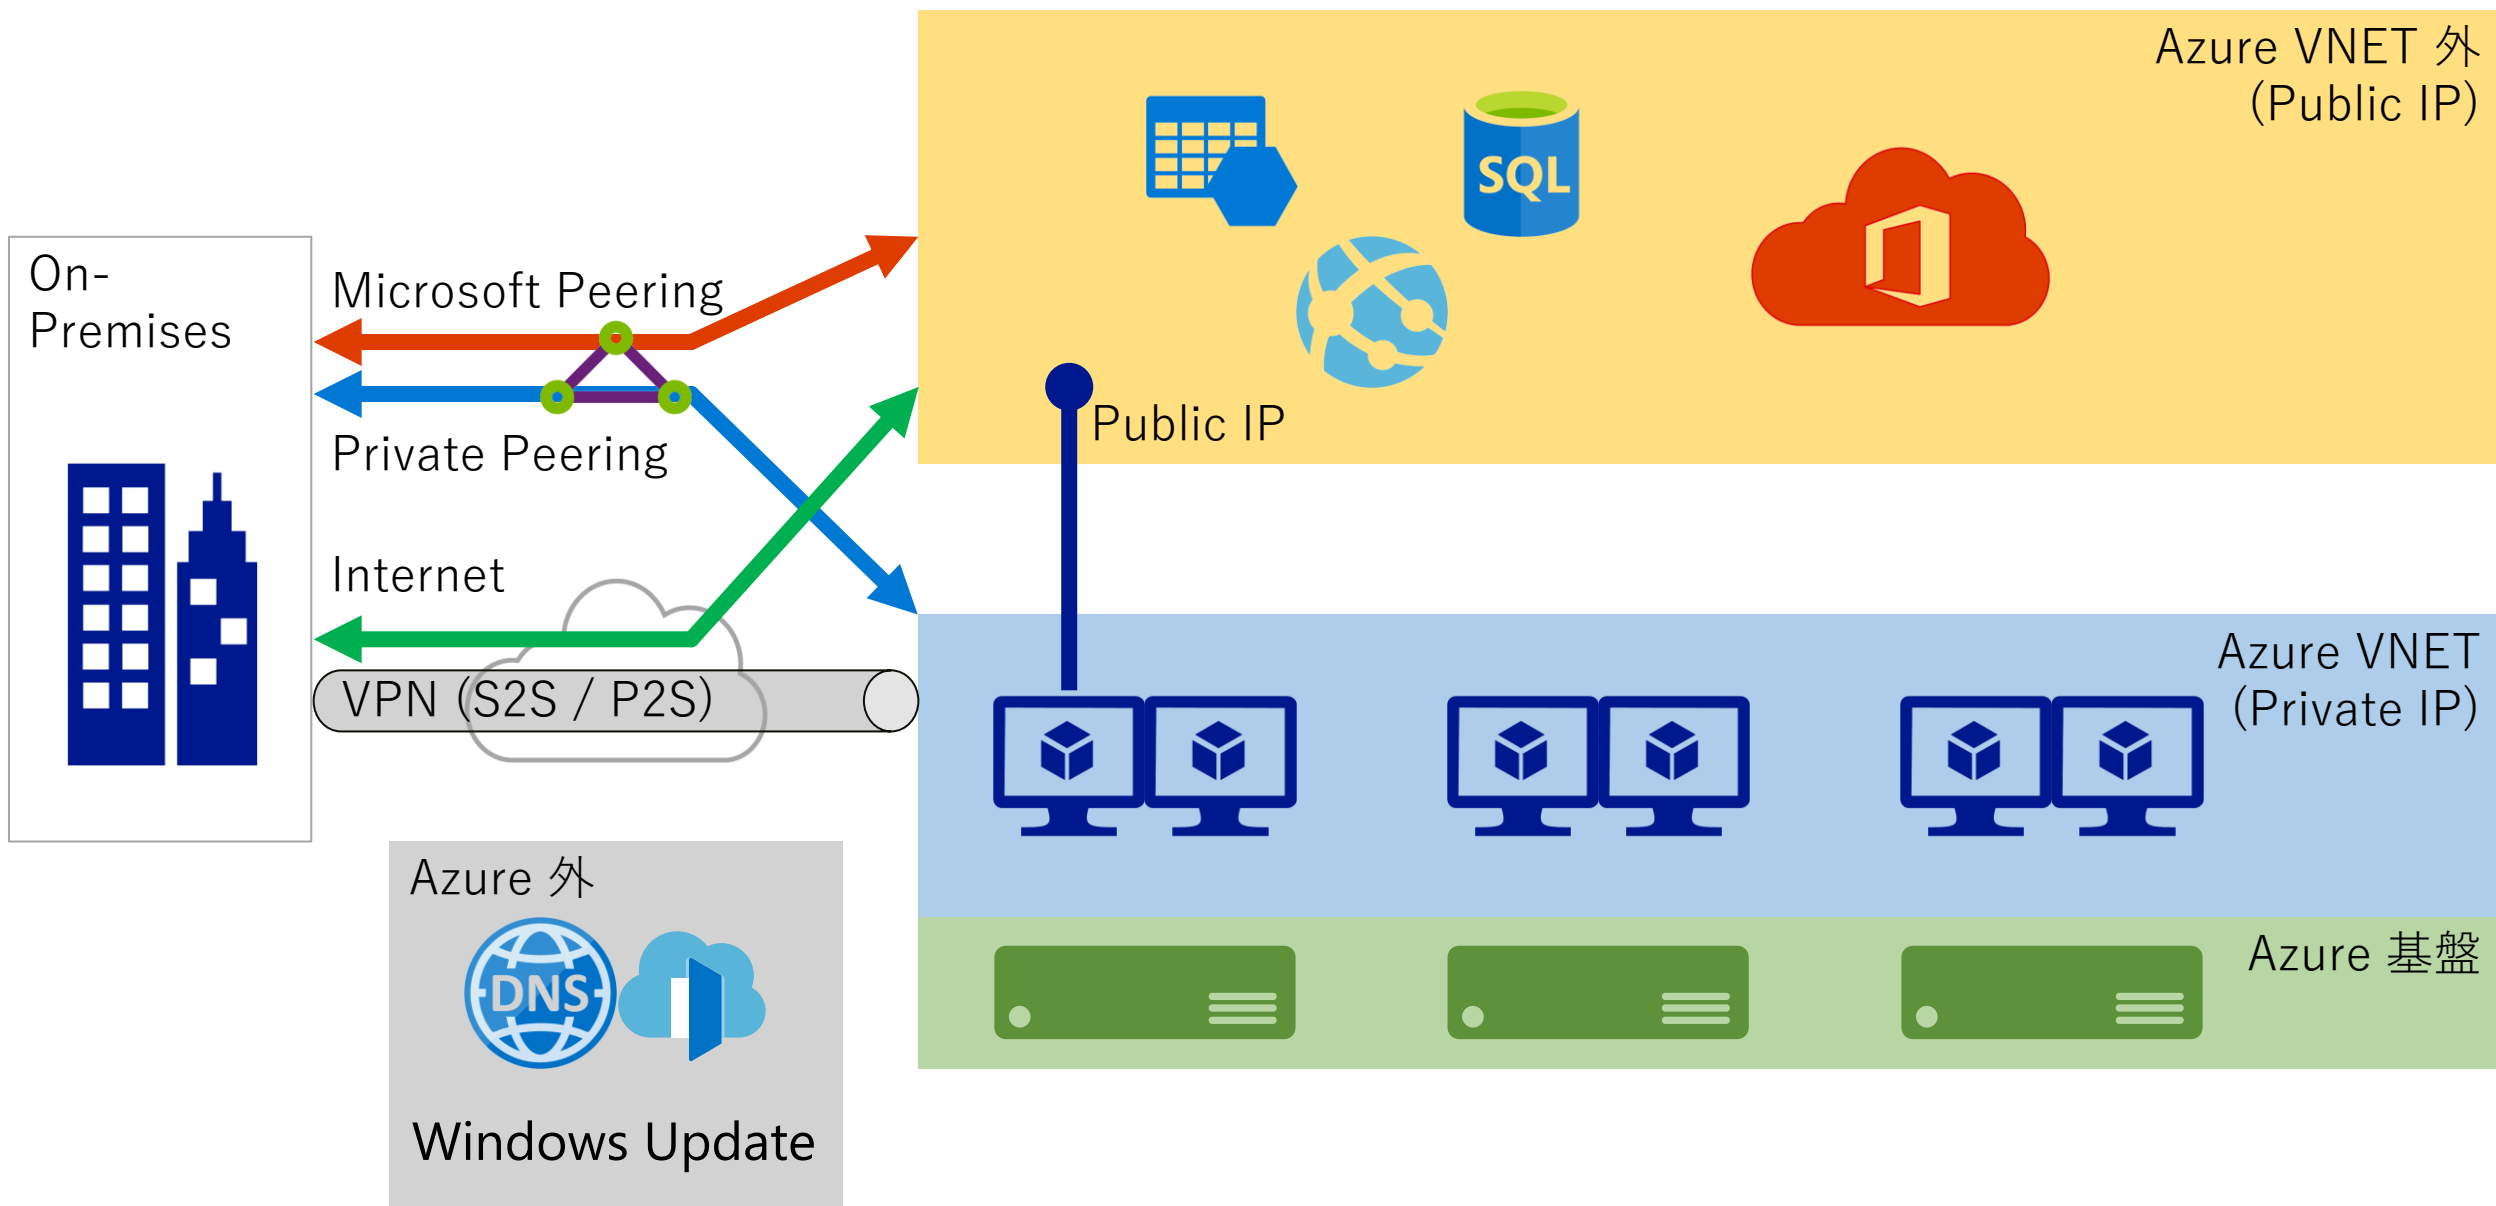 On-
Premises
Microsoft Peering
Private Peering
Internet
VPN (S2S / P2S)
Azure VNET 外
(Public IP)
SQL
Public IP
Azure VNET
(Private IP)
Azure 基盤
Azure 外
DNS
Windows Update